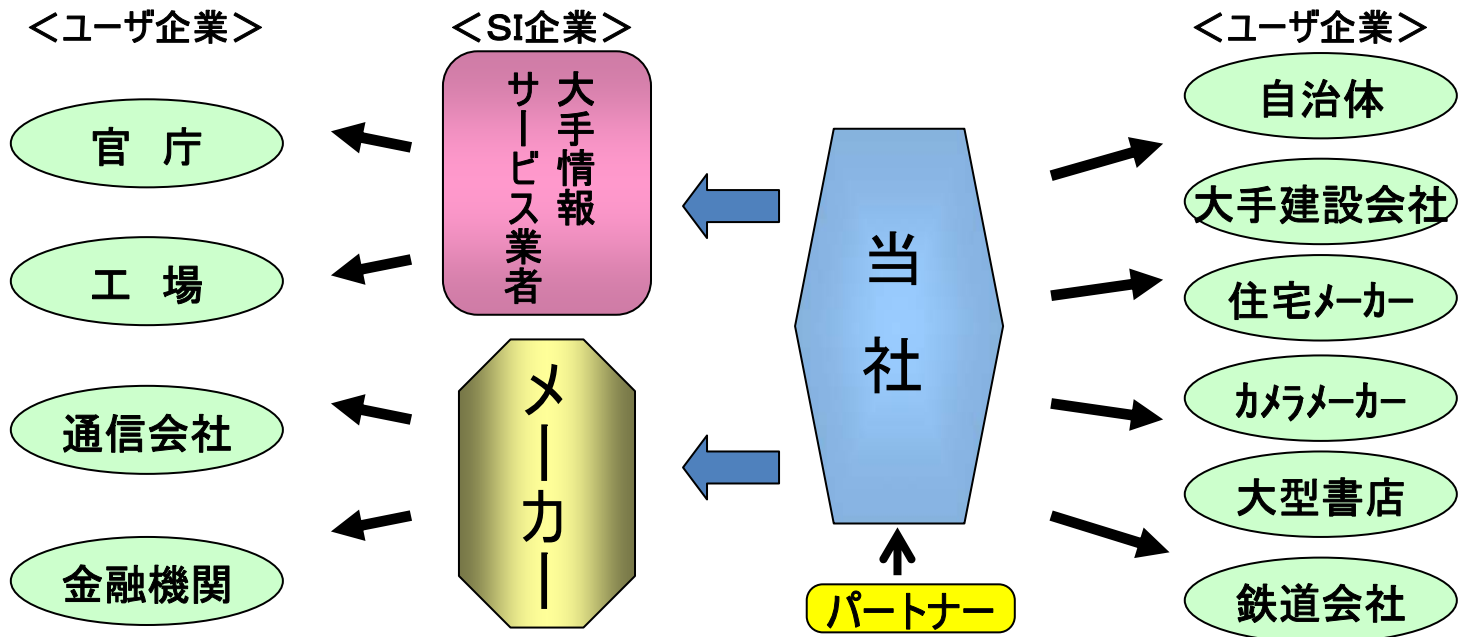 <ユーザ企業>
<SI企業>
<ユーザ企業>
官 庁
工 場
通信会社
金融機関
大手情報
サービス業者
メーカー
当社
パートナー
自治体
大手建設会社
住宅メーカー
カメラメーカー
大型書店
鉄道会社